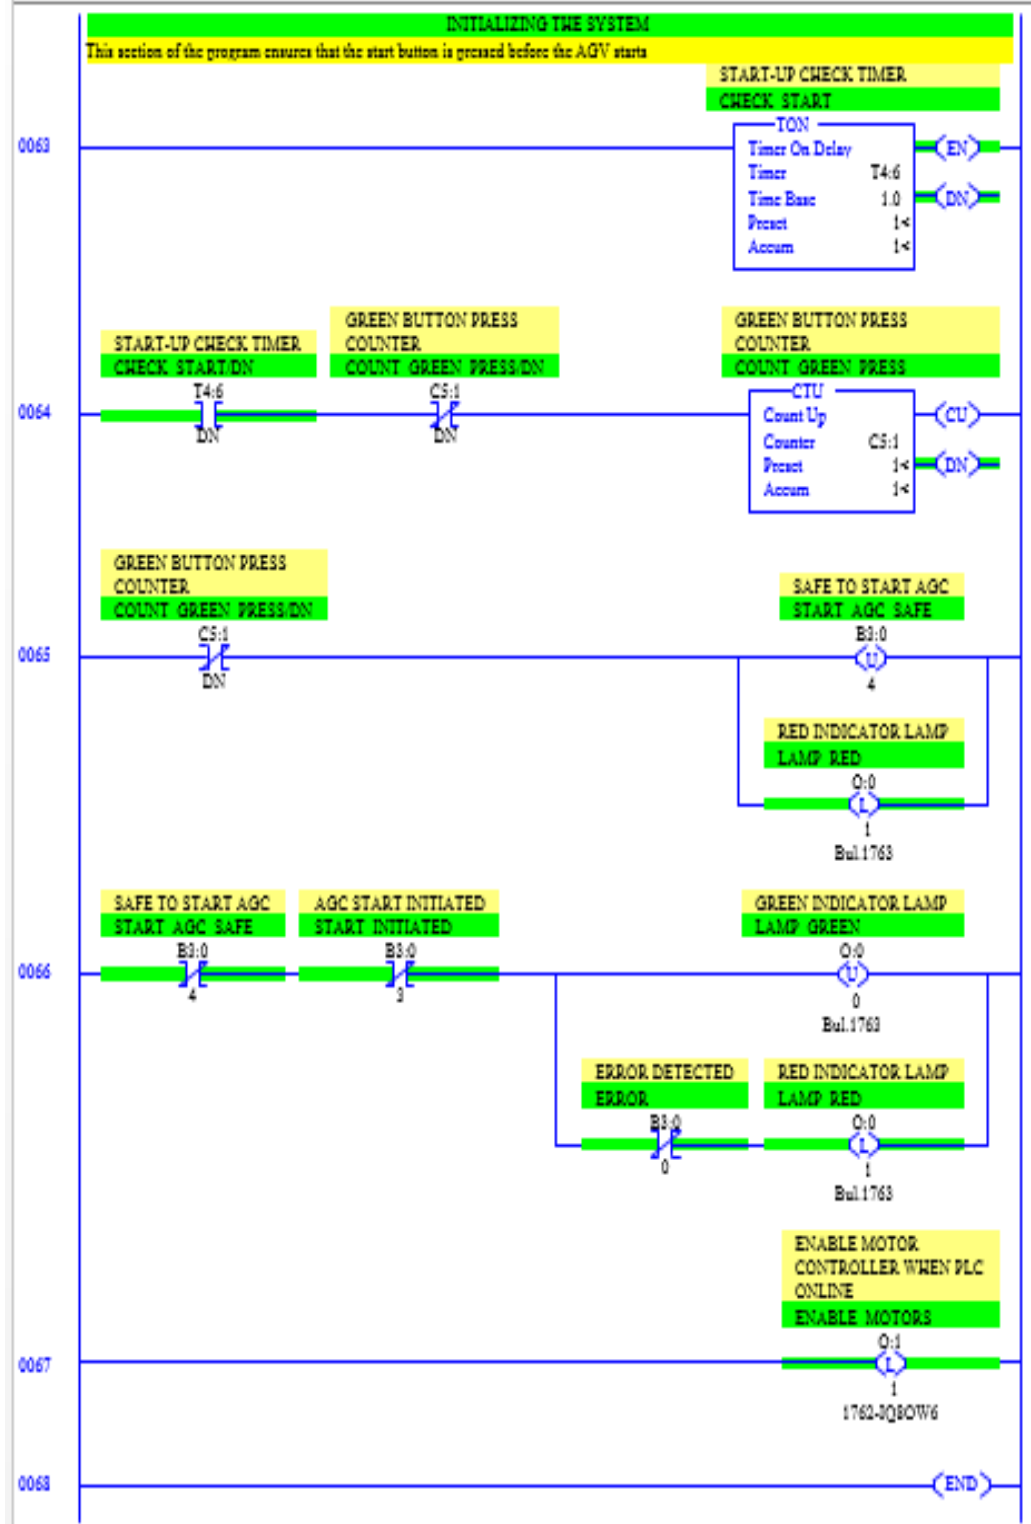 INITIALIZING THE SYSTEM
This section of the program ensures that the start button is pressed before the AGV starts
START-UP CHECK TIMER
CHECK_START
0063
TON
Timer On Delay
Timer T4:6
Time Base 1.0
Preset 1<
Accum 1<
EN
DN
START-UP CHECK TIMER
CHECK_START/DN
T4:6
DN
GREEN BUTTON PRESS
COUNTER
COUNT_GREEN_PRESS/DN
C5:1
DN
GREEN BUTTON PRESS
COUNTER
COUNT_GREEN_PRESS
0064
CTU
Count Up
Counter C5:1
Preset 1<
Accum 1<
CU
DN
GREEN BUTTON PRESS
COUNTER
COUNT_GREEN_PRESS/DN
C5:1
DN
0065
SAFE TO START AGC
START_AGC_SAFE
B3:0
U
4
RED INDICATOR LAMP
LAMP_RED
O:0
L
1
Bul.1763
SAFE TO START AGC
START_AGC_SAFE
B3:0
4
AGC START INITIATED
START_INITIATED
B3:0
3
0066
GREEN INDICATOR LAMP
LAMP_GREEN
O:0
U
0
Bul.1763
ERROR DETECTED
ERROR
B3:0
0
RED INDICATOR LAMP
LAMP_RED
O:0
L
1
Bul.1763
ENABLE MOTOR
CONTROLLER WHEN PLC
ONLINE
ENABLE_MOTORS
0067
O:1
L
1
1762-IQ8OW6
0068
END